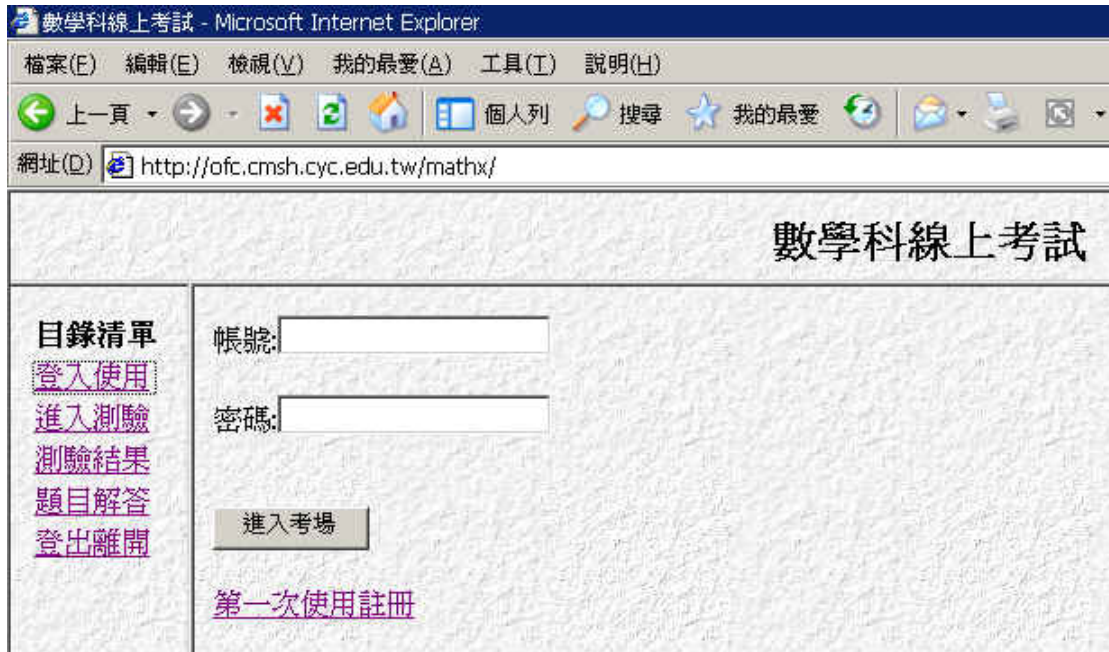 數學科線上考試 - Microsoft Internet Explorer
檔案(F) 編輯(E) 檢視(V) 我的最愛(A) 工具(T) 說明(H)
上一頁 個人列 搜尋 我的最愛
網址(D) http://ofc.cmsh.cyc.edu.tw/mathx/
數學科線上考試
目錄清單
登入使用
進入測驗
測驗結果
題目解答
登出離開
帳號:
密碼:
進入考場
第一次使用註冊